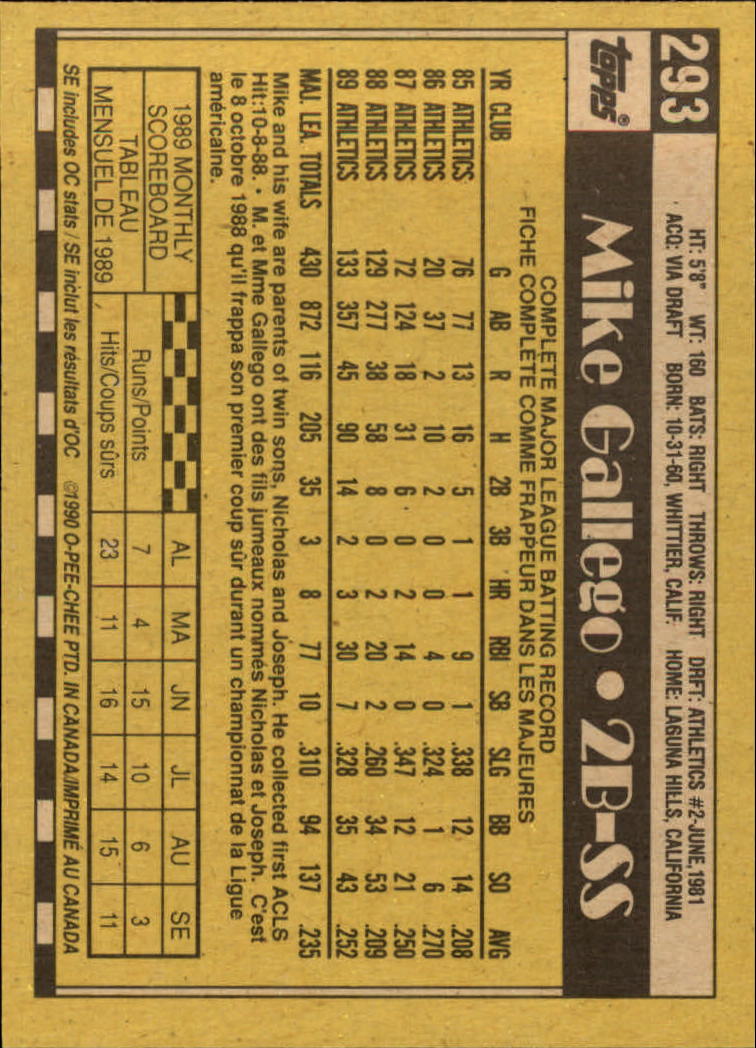 293
HT: 5'8" WT: 160 BATS: RIGHT THROWS: RIGHT DRFT: ATHLETICS #2-JUNE, 1981
ACQ: VIA DRAFT BORN: 10-31-60, WHITTIER, CALIF. HOME: LAGUNA HILLS, CALIFORNIA
topps®
Mike Gallego • 2B-SS
COMPLETE MAJOR LEAGUE BATTING RECORD
FICHE COMPLETE COMME FRAPPEUR DANS LES MAJEURES
YR CLUB G AB R H 2B 3B HR RBI SB SLG BB SO AVG
85 ATHLETICS 76 77 13 16 5 1 1 9 1 .338 12 14 .208
86 ATHLETICS 20 37 2 10 2 0 0 4 0 .324 1 6 .270
87 ATHLETICS 72 124 18 31 6 0 2 14 0 .347 12 21 .250
88 ATHLETICS 129 277 38 58 8 0 2 20 2 .260 34 53 .209
89 ATHLETICS 133 357 45 90 14 2 3 30 7 .328 35 43 .252
MAJ. LEA. TOTALS 430 872 116 205 35 3 8 77 10 .310 94 137 .235
Mike and his wife are parents of twin sons, Nicholas and Joseph. He collected first ACLS
Hit:10-8-88. • M. et Mme Gallego ont des fils jumeaux nommés Nicholas et Joseph. C'est
le 8 octobre 1988 qu'il frappa son premier coup sûr durant un championnat de la Ligue
américaine.
1989 MONTHLY
SCOREBOARD
TABLEAU
MENSUEL DE 1989
AL MA JN JL AU SE
Runs/Points 7 4 15 10 6 3
Hits/Coups sûrs 23 11 16 14 15 11
SE includes OC stats / SE inclut les résultats d'OC ©1990 O-PEE-CHEE PTD. IN CANADA/IMPRIMÉ AU CANADA